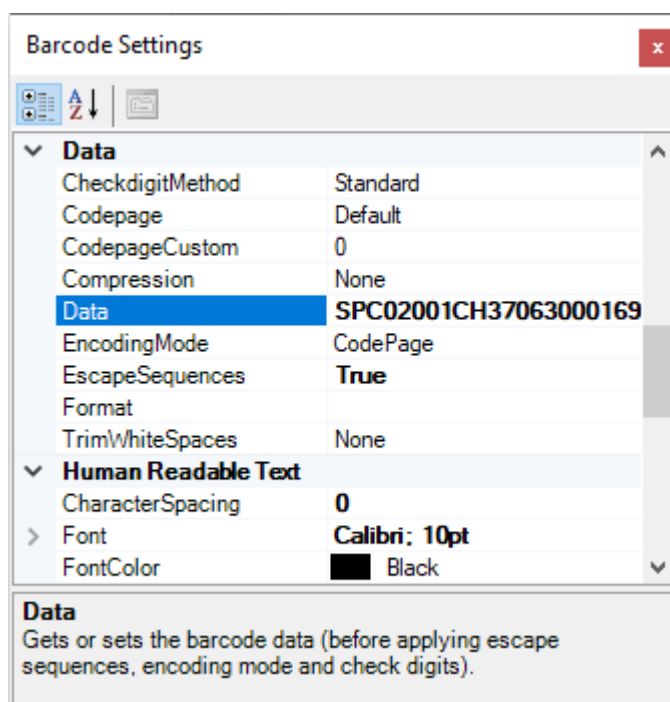 Barcode Settings
x
A
Z
Data
CheckdigitMethod Standard
Codepage Default
CodepageCustom 0
Compression None
Data SPC02001CH37063000169
EncodingMode CodePage
EscapeSequences True
Format
TrimWhiteSpaces None
Human Readable Text
CharacterSpacing 0
Font Calibri; 10pt
FontColor Black
Data
Gets or sets the barcode data (before applying escape
sequences, encoding mode and check digits).